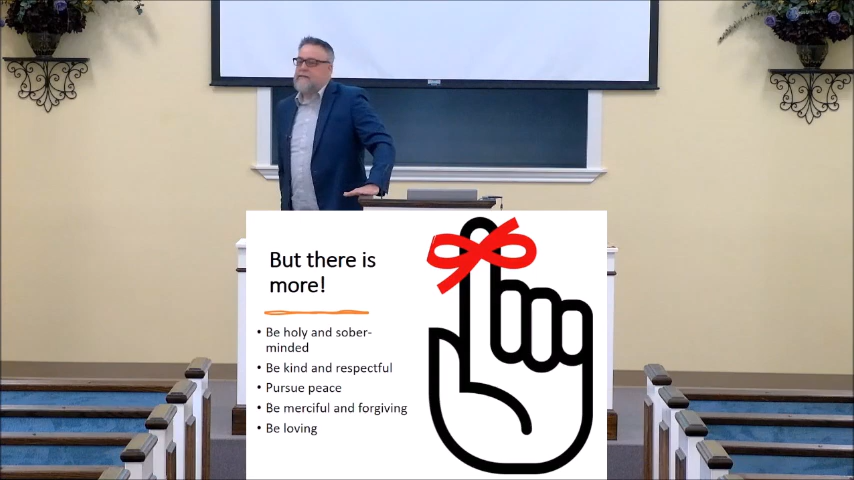 But there is
more!
• Be holy and sober-
minded
• Be kind and respectful
• Pursue peace
• Be merciful and forgiving
• Be loving